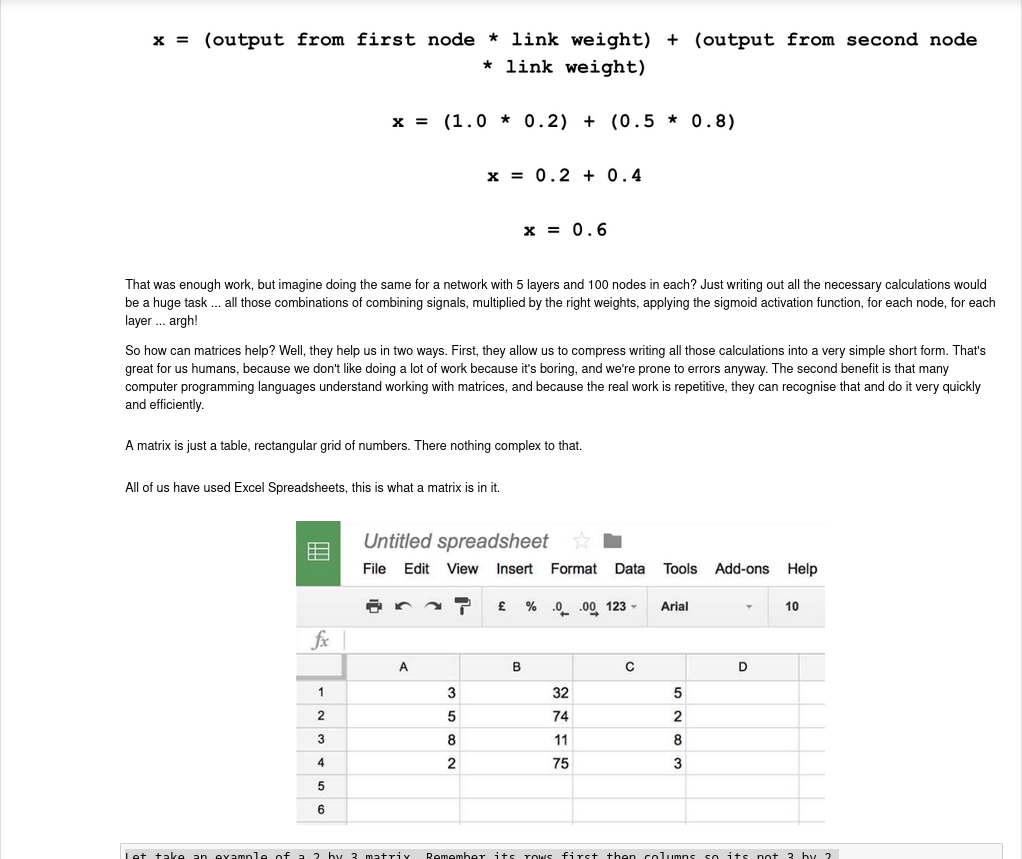 x = (output from first node * link weight) + (output from second node
* link weight)
x = (1.0 * 0.2) + (0.5 * 0.8)
x = 0.2 + 0.4
x = 0.6
That was enough work, but imagine doing the same for a network with 5 layers and 100 nodes in each? Just writing out all the necessary calculations would
be a huge task ... all those combinations of combining signals, multiplied by the right weights, applying the sigmoid activation function, for each node, for each
layer ... argh!
So how can matrices help? Well, they help us in two ways. First, they allow us to compress writing all those calculations into a very simple short form. That's
great for us humans, because we don't like doing a lot of work because it's boring, and we're prone to errors anyway. The second benefit is that many
computer programming languages understand working with matrices, and because the real work is repetitive, they can recognise that and do it very quickly
and efficiently.
A matrix is just a table, rectangular grid of numbers. There nothing complex to that.
All of us have used Excel Spreadsheets, this is what a matrix is in it.
Untitled spreadsheet
File Edit View Insert Format Data Tools Add-ons Help
£ % .0 .00 123 Arial 10
fx
A B C D
1 3 32 5
2 5 74 2
3 8 11 8
4 2 75 3
5
6
Let take an example of a 2 by 3 matrix. Remember its rows first then columns so its not 3 by 2